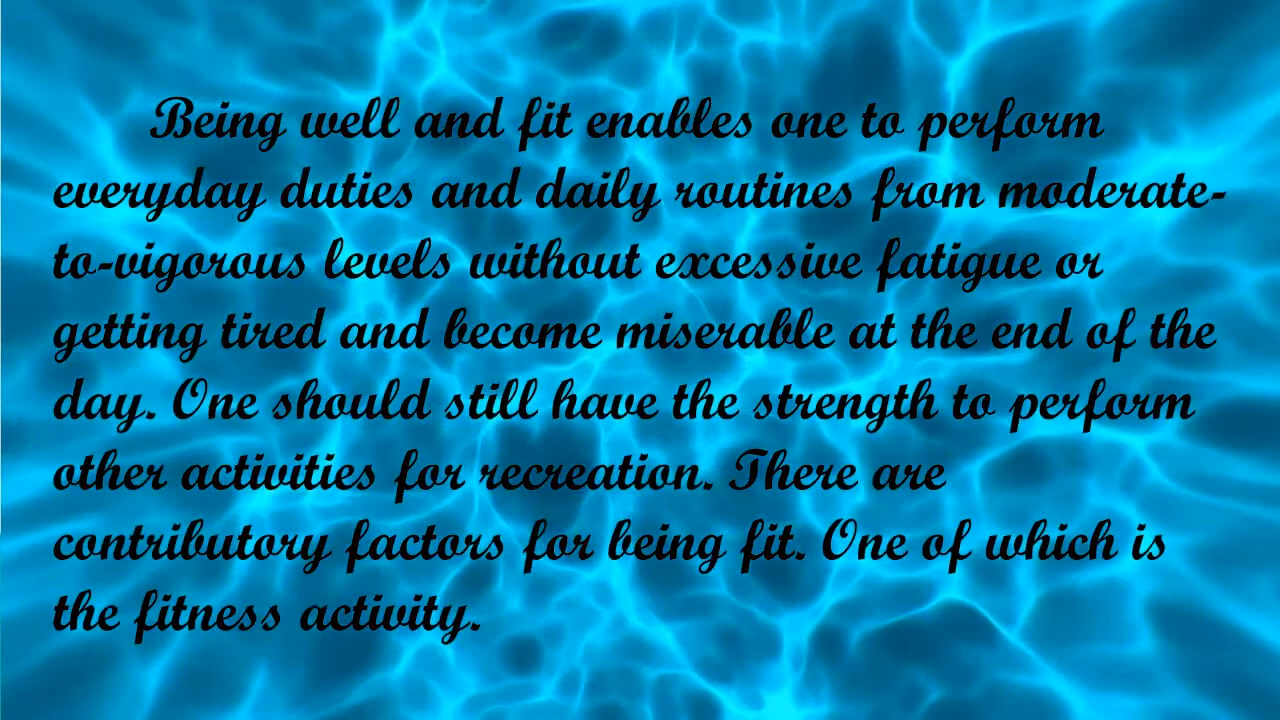 Being well and fit enables one to perform
everyday duties and daily routines from moderate-
to-vigorous levels without excessive fatigue or
getting tired and become miserable at the end of the
day. One should still have the strength to perform
other activities for recreation. There are
contributory factors for being fit. One of which is
the fitness activity.